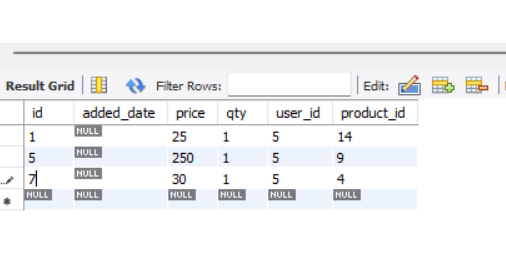 Result Grid Filter Rows: Edit:
id added_date price qty user_id product_id
1 NULL 25 1 5 14
5 NULL 250 1 5 9
7 NULL 30 1 5 4
NULL NULL NULL NULL NULL NULL